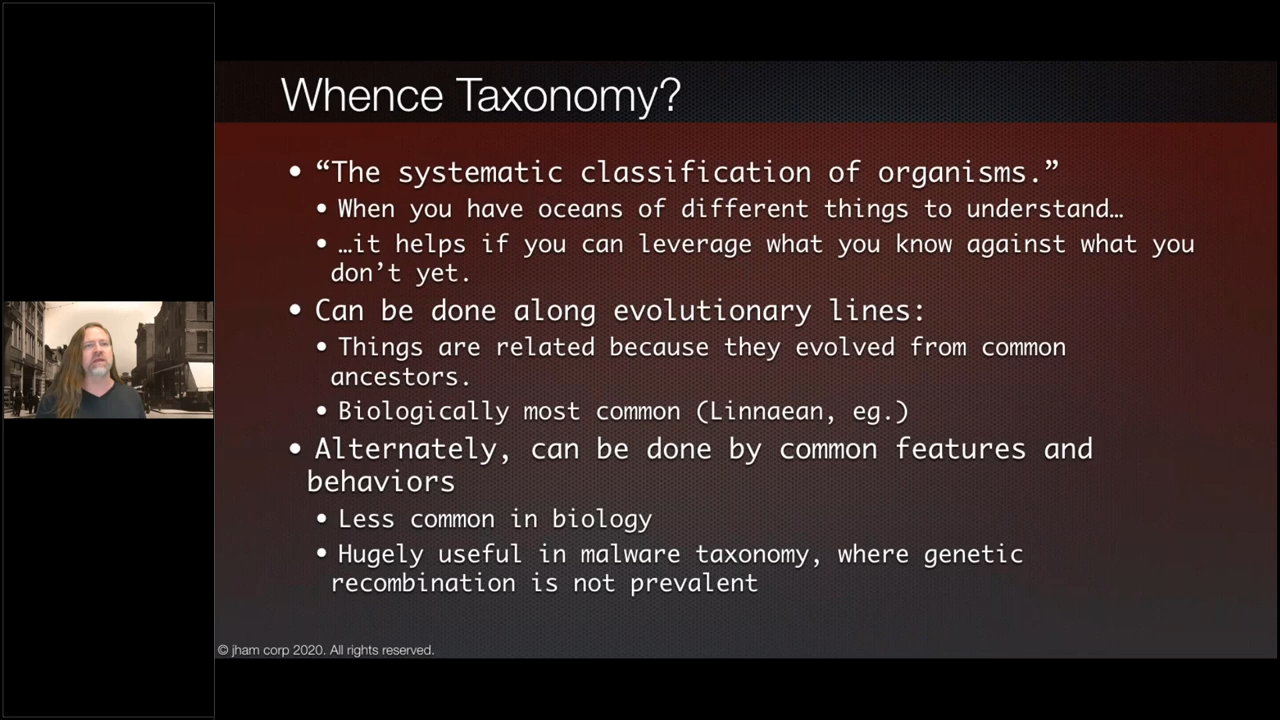 Whence Taxonomy?
• “The systematic classification of organisms.”
• When you have oceans of different things to understand…
• …it helps if you can leverage what you know against what you
don’t yet.
• Can be done along evolutionary lines:
• Things are related because they evolved from common
ancestors.
• Biologically most common (Linnaean, eg.)
• Alternately, can be done by common features and
behaviors
• Less common in biology
• Hugely useful in malware taxonomy, where genetic
recombination is not prevalent
© jham corp 2020. All rights reserved.